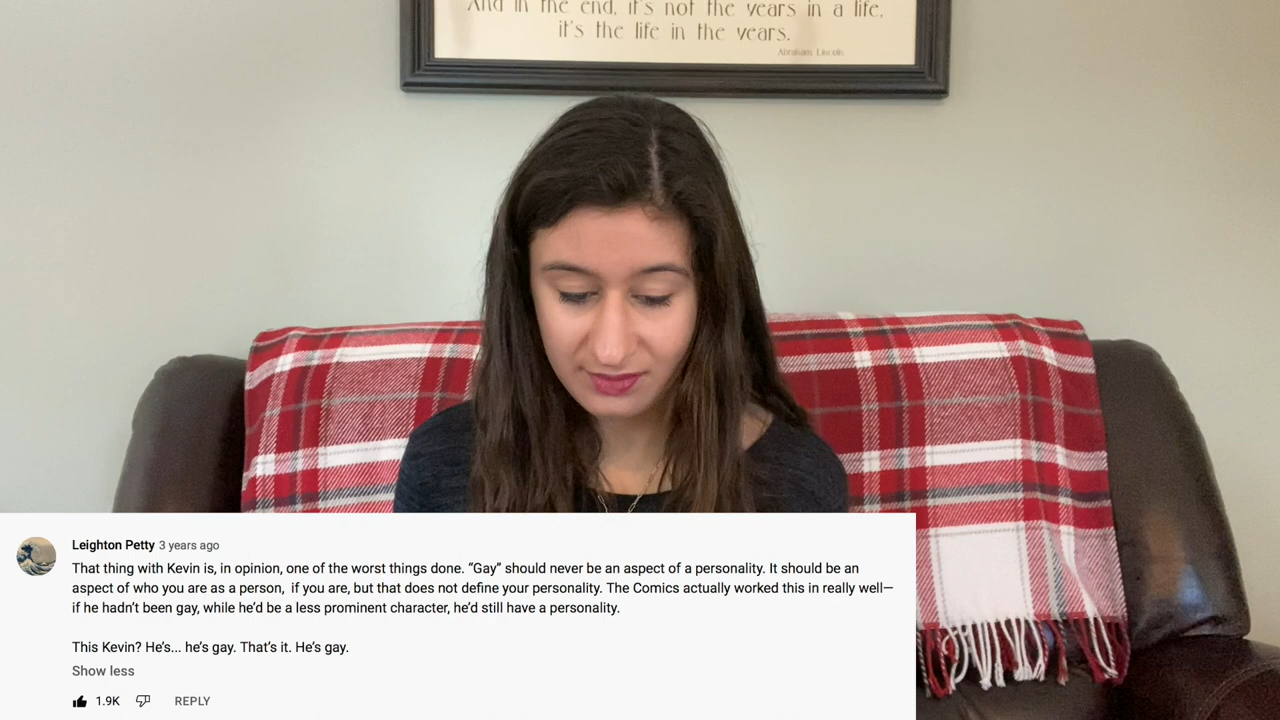 And in the end, it's not the years in a life,
it's the life in the years.
Abraham Lincoln
Leighton Petty 3 years ago
That thing with Kevin is, in opinion, one of the worst things done. “Gay” should never be an aspect of a personality. It should be an
aspect of who you are as a person,  if you are, but that does not define your personality. The Comics actually worked this in really well—
if he hadn’t been gay, while he’d be a less prominent character, he’d still have a personality.
This Kevin? He’s... he’s gay. That’s it. He’s gay.
Show less
1.9K REPLY